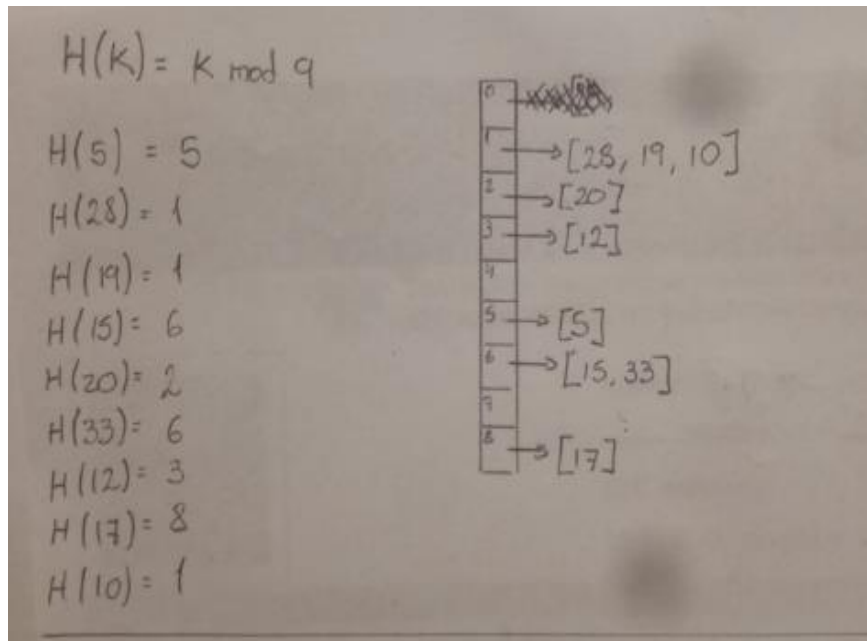 H(K) = K mod 9
H(5) = 5
H(28) = 1
H(19) = 1
H(15) = 6
H(20) = 2
H(33) = 6
H(12) = 3
H(17) = 8
H(10) = 1
0
1 → [28, 19, 10]
2 → [20]
3 → [12]
4
5 → [5]
6 → [15, 33]
7
8 → [17]